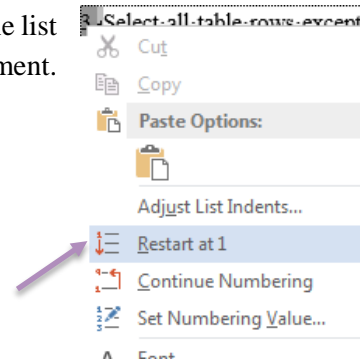 e list
ment.
3.·Select·all·table·rows·except
Cut
Copy
Paste Options:
Adjust List Indents...
Restart at 1
Continue Numbering
Set Numbering Value...
A Font